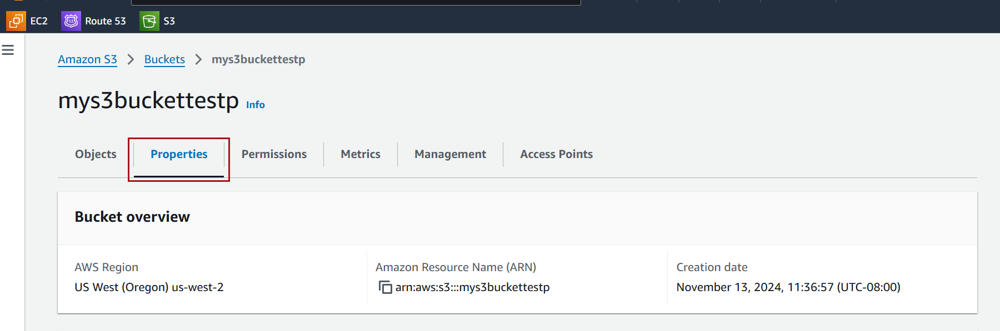 EC2 Route 53 S3
Amazon S3 > Buckets > mys3buckettestp
mys3buckettestp Info
Objects Properties Permissions Metrics Management Access Points
Bucket overview
AWS Region Amazon Resource Name (ARN) Creation date
US West (Oregon) us-west-2 arn:aws:s3:::mys3buckettestp November 13, 2024, 11:36:57 (UTC-08:00)